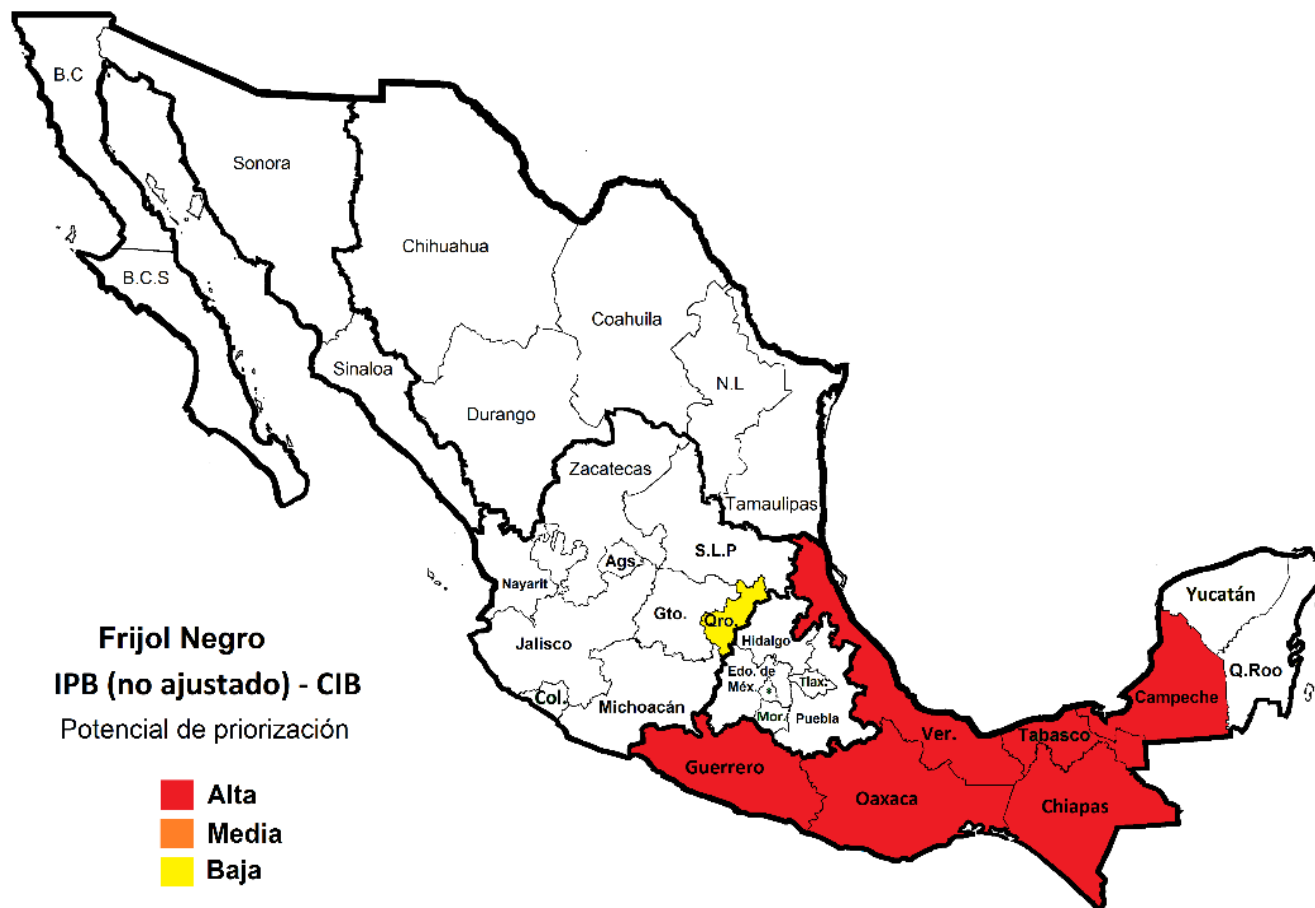 B.C
Sonora
Chihuahua
B.C.S
Coahuila
Sinaloa
N.L
Durango
Zacatecas
Tamaulipas
S.L.P
Ags.
Nayarit
Yucatán
Gto.
Qro.
Hidalgo
Jalisco
Q.Roo
Edo. de
Méx.
*
Tlax.
Campeche
Col.
Michoacán
Mor.
Puebla
Ver.
Tabasco
Guerrero
Oaxaca
Chiapas
Frijol Negro
IPB (no ajustado) - CIB
Potencial de priorización
Alta
Media
Baja